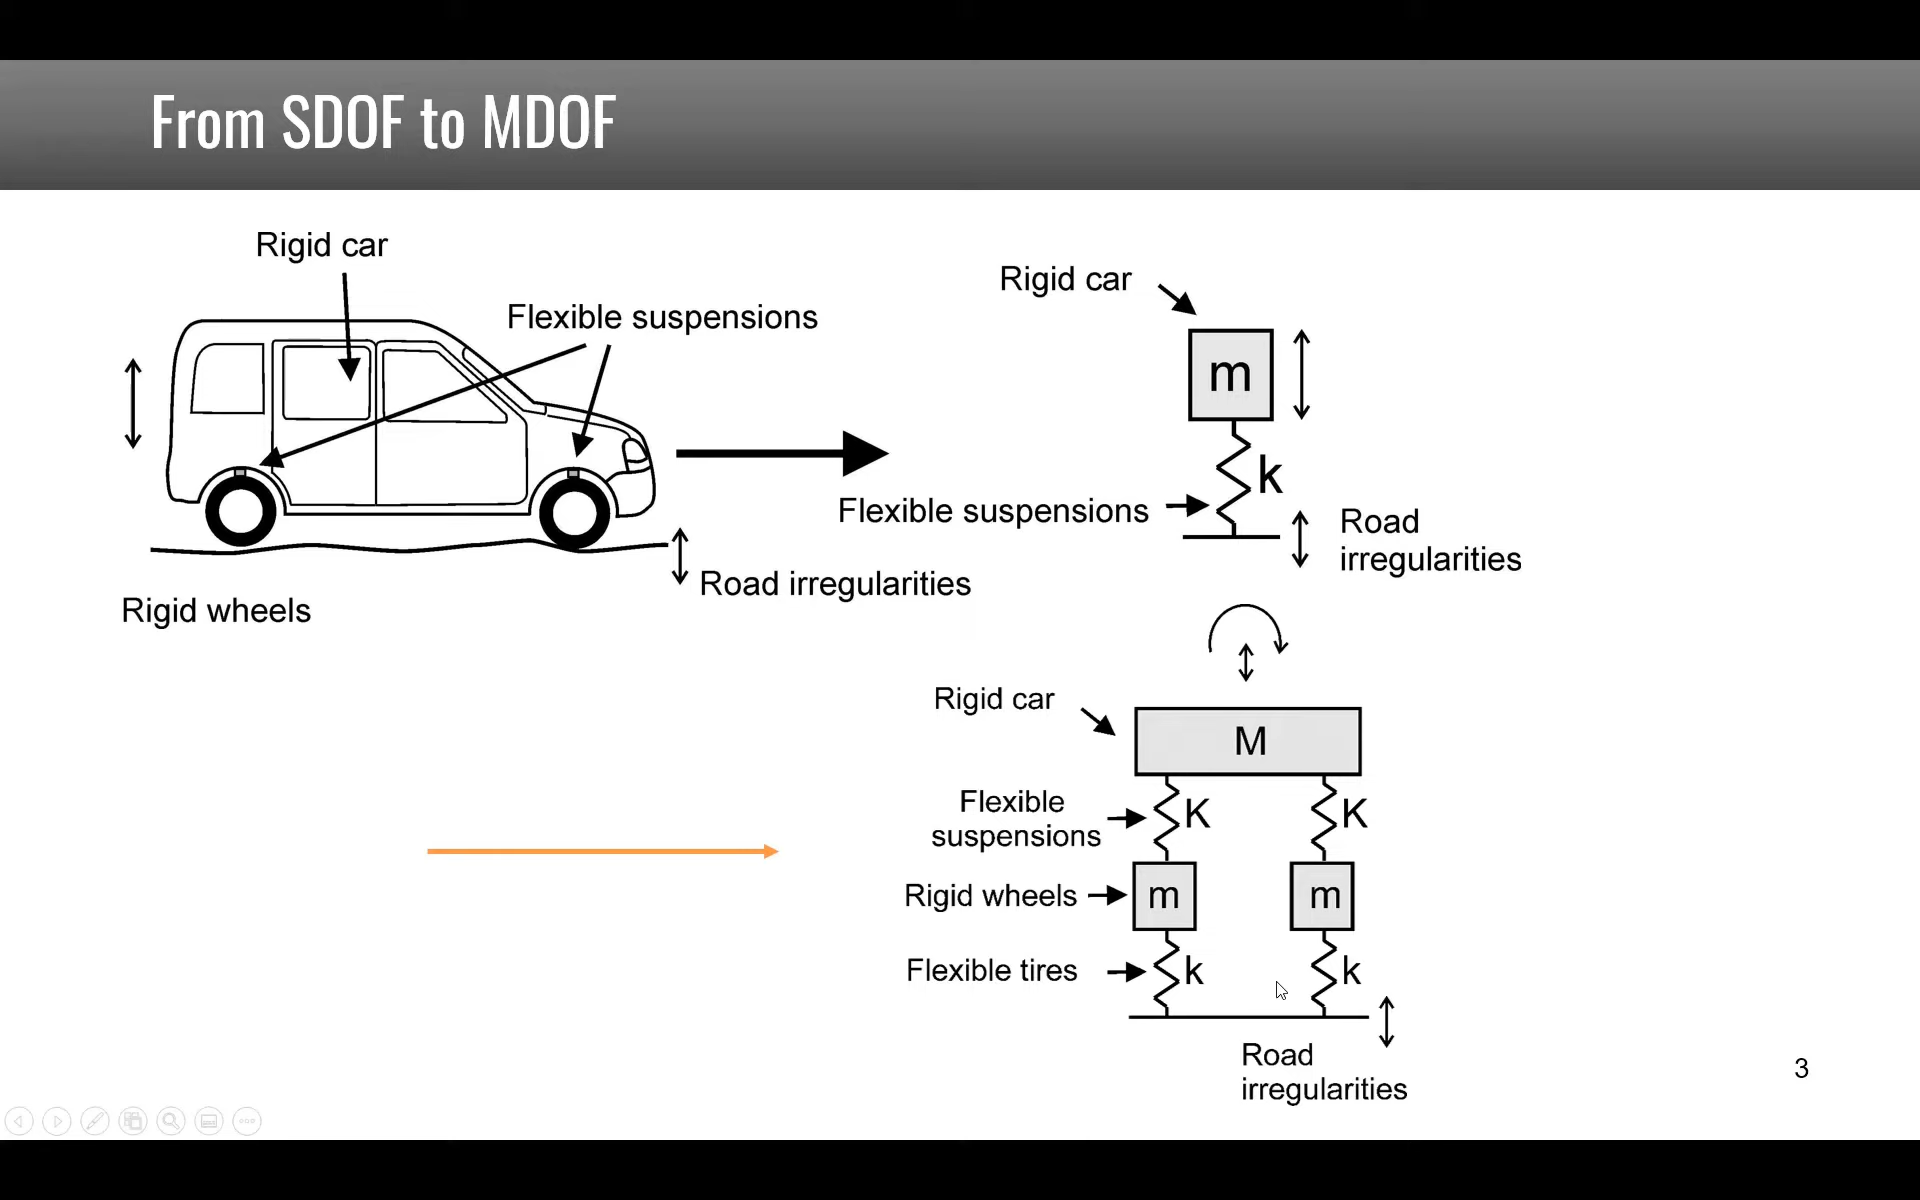 From SDOF to MDOF
Rigid car
Flexible suspensions
Road irregularities
Rigid wheels
Rigid car
m
k
Flexible suspensions
Road
irregularities
Rigid car
M
Flexible
suspensions
K
K
Rigid wheels
m
m
Flexible tires
k
k
Road
irregularities
3